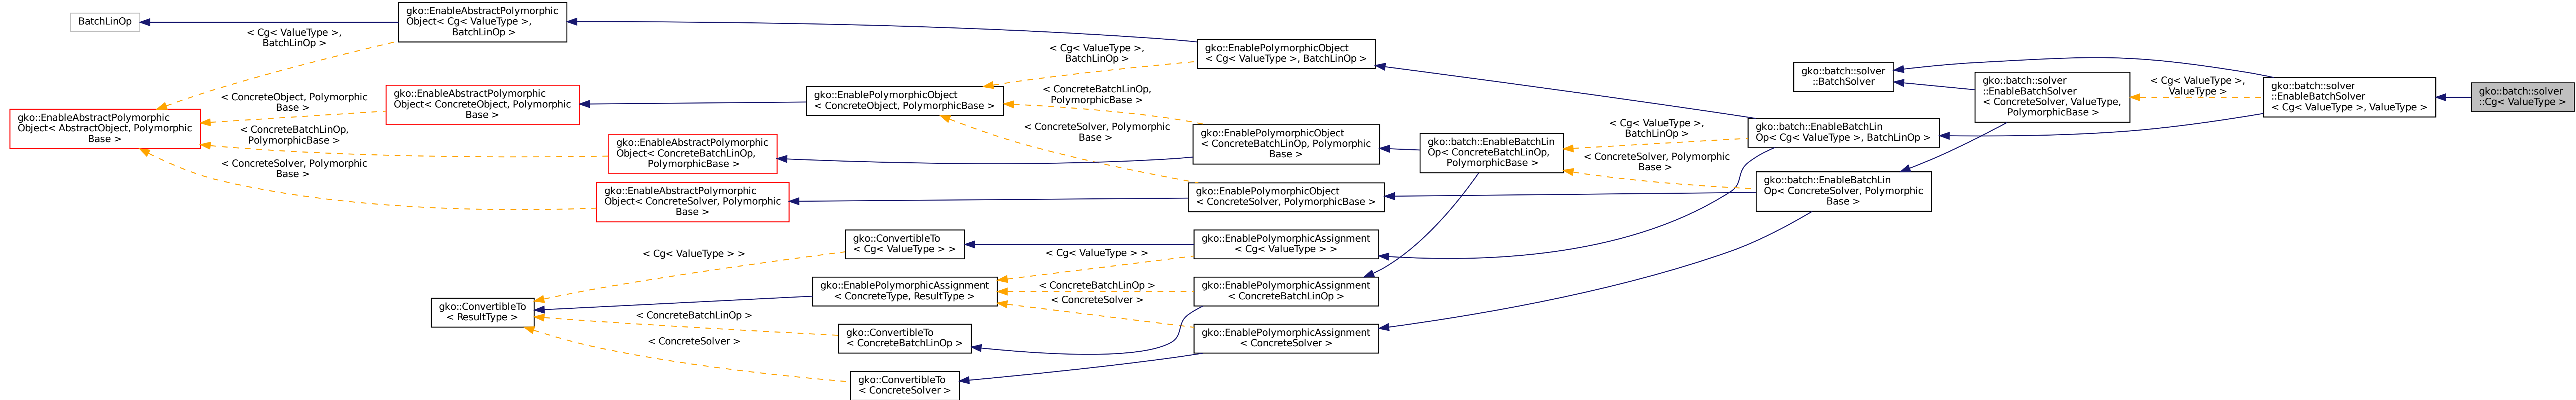 BatchLinOp
gko::EnableAbstractPolymorphic
Object< Cg< ValueType >,
BatchLinOp >
< Cg< ValueType >,
BatchLinOp >
gko::EnablePolymorphicObject
< Cg< ValueType >, BatchLinOp >
< Cg< ValueType >,
BatchLinOp >
gko::EnableAbstractPolymorphic
Object< ConcreteObject, Polymorphic
Base >
< ConcreteObject, Polymorphic
Base >
gko::EnablePolymorphicObject
< ConcreteObject, PolymorphicBase >
< ConcreteBatchLinOp,
PolymorphicBase >
gko::EnableAbstractPolymorphic
Object< AbstractObject, Polymorphic
Base >
< ConcreteBatchLinOp,
PolymorphicBase >
< ConcreteSolver, Polymorphic
Base >
gko::EnableAbstractPolymorphic
Object< ConcreteBatchLinOp,
PolymorphicBase >
gko::EnableAbstractPolymorphic
Object< ConcreteSolver, Polymorphic
Base >
< ConcreteSolver, Polymorphic
Base >
gko::EnablePolymorphicObject
< ConcreteBatchLinOp, Polymorphic
Base >
gko::EnablePolymorphicObject
< ConcreteSolver, PolymorphicBase >
gko::batch::EnableBatchLin
Op< ConcreteBatchLinOp,
PolymorphicBase >
< Cg< ValueType >,
BatchLinOp >
< ConcreteSolver, Polymorphic
Base >
gko::batch::EnableBatchLin
Op< Cg< ValueType >, BatchLinOp >
gko::batch::EnableBatchLin
Op< ConcreteSolver, Polymorphic
Base >
gko::batch::solver
::BatchSolver
gko::batch::solver
::EnableBatchSolver
< ConcreteSolver, ValueType,
PolymorphicBase >
< Cg< ValueType >,
ValueType >
gko::batch::solver
::EnableBatchSolver
< Cg< ValueType >, ValueType >
gko::batch::solver
::Cg< ValueType >
gko::ConvertibleTo
< ResultType >
< Cg< ValueType > >
< ConcreteBatchLinOp >
< ConcreteSolver >
gko::ConvertibleTo
< Cg< ValueType > >
gko::EnablePolymorphicAssignment
< ConcreteType, ResultType >
gko::ConvertibleTo
< ConcreteBatchLinOp >
gko::ConvertibleTo
< ConcreteSolver >
< Cg< ValueType > >
< ConcreteBatchLinOp >
< ConcreteSolver >
gko::EnablePolymorphicAssignment
< Cg< ValueType > >
gko::EnablePolymorphicAssignment
< ConcreteBatchLinOp >
gko::EnablePolymorphicAssignment
< ConcreteSolver >